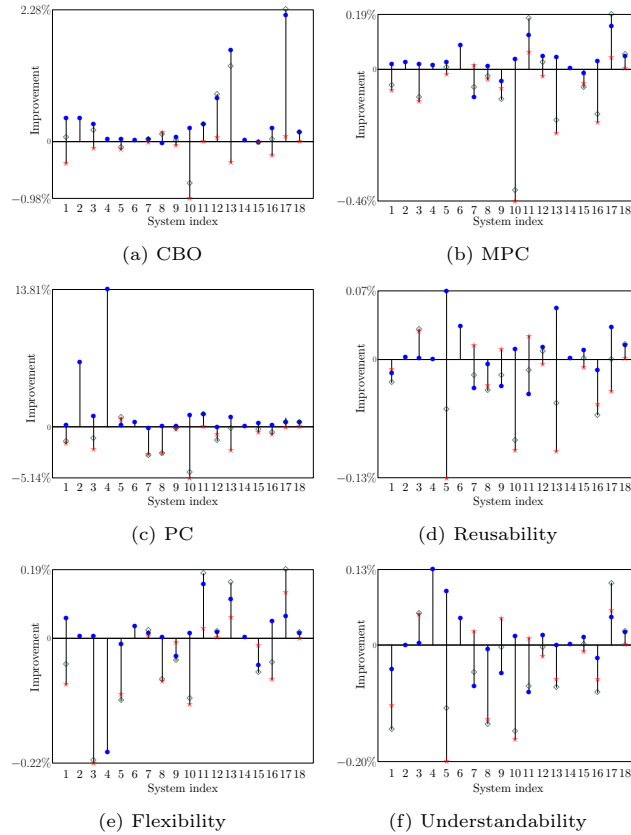 2.28%
Improvement
0
−0.98%
1 2 3 4 5 6 7 8 9 10 11 12 13 14 15 16 17 18
System index
(a) CBO
0.19%
Improvement
0
−0.46%
1 2 3 4 5 6 7 8 9 10 11 12 13 14 15 16 17 18
System index
(b) MPC
13.81%
Improvement
0
−5.14%
1 2 3 4 5 6 7 8 9 10 11 12 13 14 15 16 17 18
System index
(c) PC
0.07%
Improvement
0
−0.13%
1 2 3 4 5 6 7 8 9 10 11 12 13 14 15 16 17 18
System index
(d) Reusability
0.19%
Improvement
0
−0.22%
1 2 3 4 5 6 7 8 9 10 11 12 13 14 15 16 17 18
System index
(e) Flexibility
0.13%
Improvement
0
−0.20%
1 2 3 4 5 6 7 8 9 10 11 12 13 14 15 16 17 18
System index
(f) Understandability